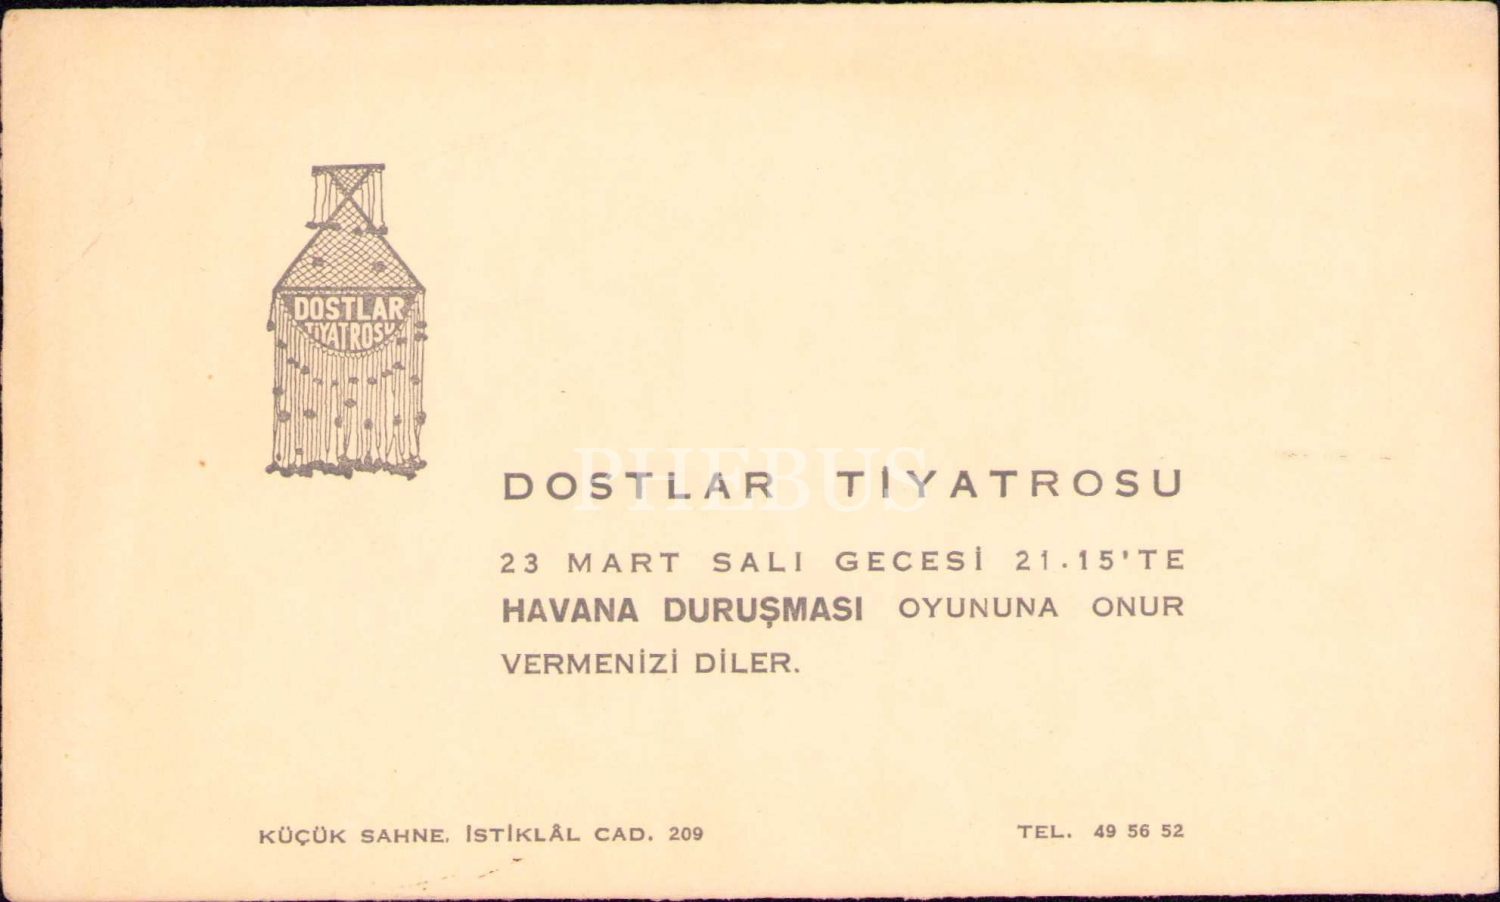 DOSTLAR
TİYATROSU
PHEBUS
DOSTLAR TİYATROSU
23 MART SALI GECESİ 21.15'TE
HAVANA DURUŞMASI OYUNUNA ONUR
VERMENİZİ DİLER.
KÜÇÜK SAHNE, İSTİKLÂL CAD. 209
TEL. 49 56 52